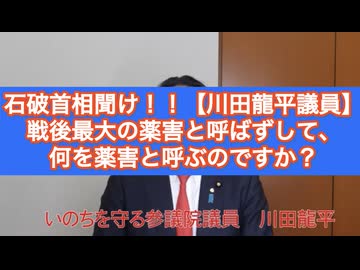 石破首相聞け！！【川田龍平議員】
戦後最大の薬害と呼ばずして、
何を薬害と呼ぶのですか？
いのちを守る参議院議員　川田龍平